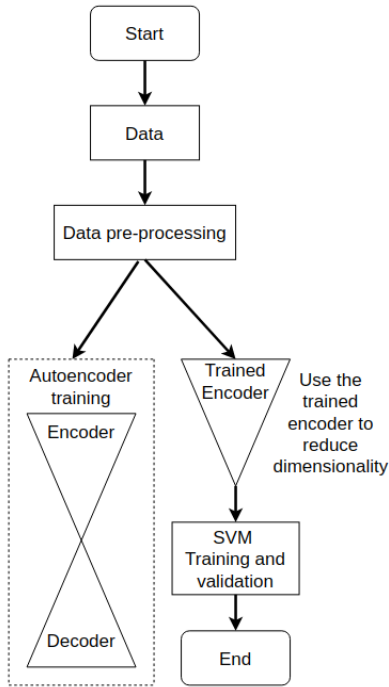 Start
Data
Data pre-processing
Autoencoder
training
Encoder
Decoder
Trained
Encoder
Use the
trained
encoder to
reduce
dimensionality
SVM
Training and
validation
End